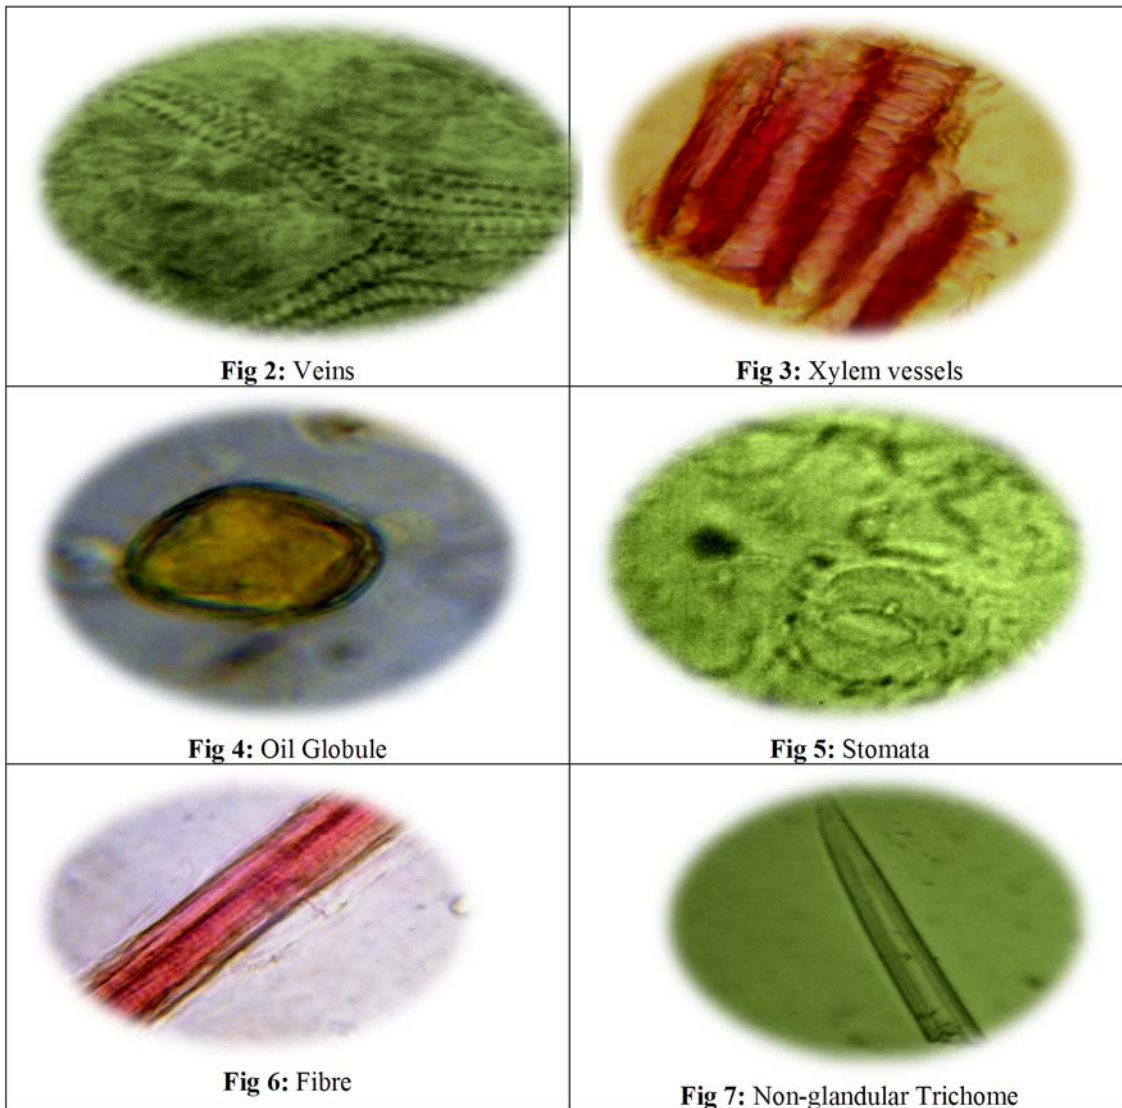 Fig 2: Veins
Fig 3: Xylem vessels
Fig 4: Oil Globule
Fig 5: Stomata
Fig 6: Fibre
Fig 7: Non-glandular Trichome